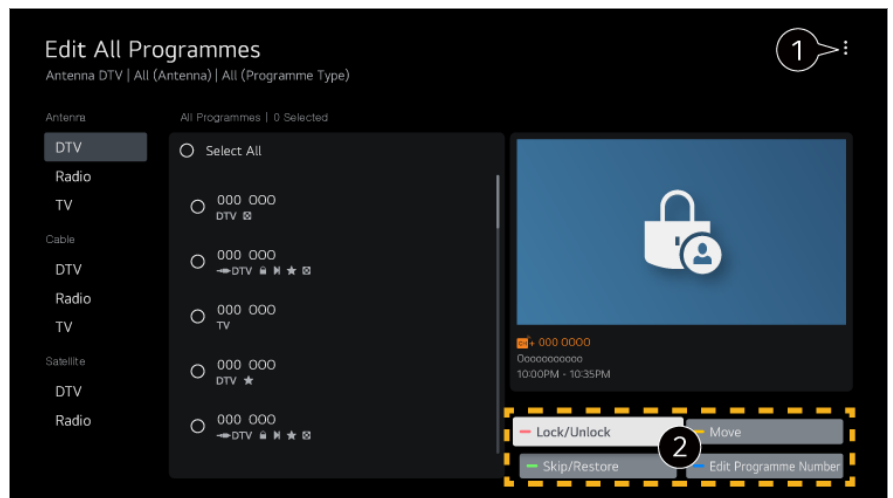 Edit All Programmes
Antenna DTV | All (Antenna) | All (Programme Type)
1
Antenna
DTV
Radio
TV
Cable
DTV
Radio
TV
Satellite
DTV
Radio
All Programmes | 0 Selected
Select All
000 000
DTV
000 000
DTV
000 000
TV
000 000
DTV
000 000
DTV
CH+ 000 0000
Oooooooooooo
10:00PM - 10:35PM
Lock/Unlock
Move
2
Skip/Restore
Edit Programme Number